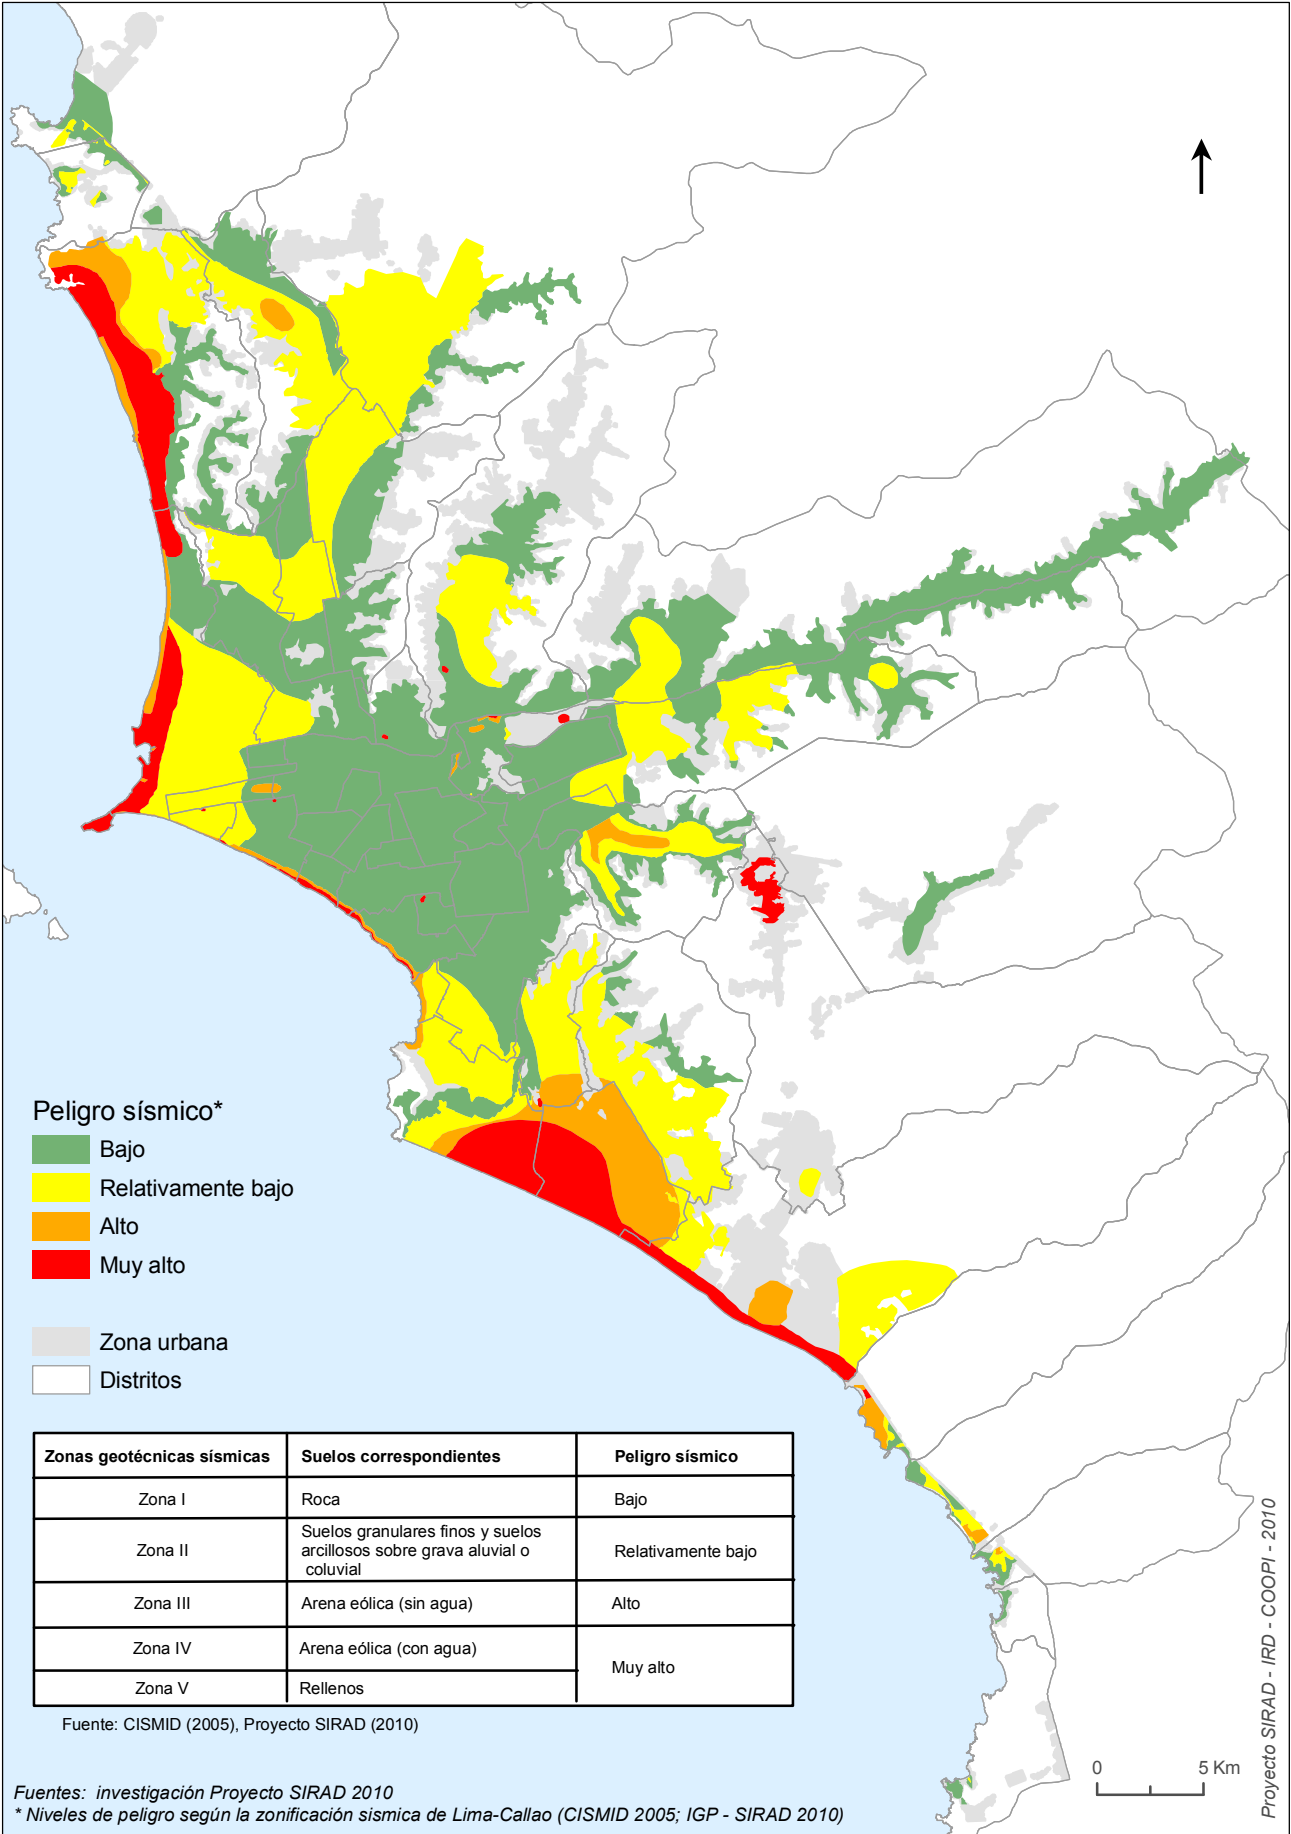 Peligro sísmico*
Bajo
Relativamente bajo
Alto
Muy alto
Zona urbana
Distritos
Zonas geotécnicas sísmicas
Suelos correspondientes
Peligro sísmico
Zona I
Roca
Bajo
Zona II
Suelos granulares finos y suelos
arcillosos sobre grava aluvial o
coluvial
Relativamente bajo
Zona III
Arena eólica (sin agua)
Alto
Zona IV
Arena eólica (con agua)
Muy alto
Zona V
Rellenos
Fuente: CISMID (2005), Proyecto SIRAD (2010)
Fuentes: investigación Proyecto SIRAD 2010
* Niveles de peligro según la zonificación sismica de Lima-Callao (CISMID 2005; IGP - SIRAD 2010)
0 5 Km
Proyecto SIRAD - IRD - COOPI - 2010